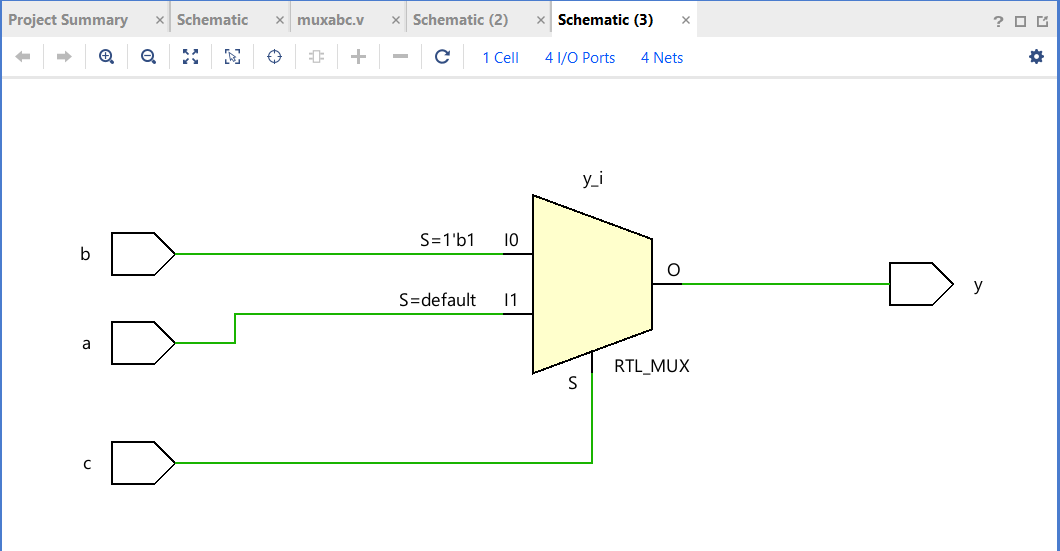 Project Summary × Schematic × muxabc.v × Schematic (2) × Schematic (3) × ?
1 Cell 4 I/O Ports 4 Nets
y_i
S=1'b1 I0
b
O
S=default I1
y
a
RTL_MUX
S
c